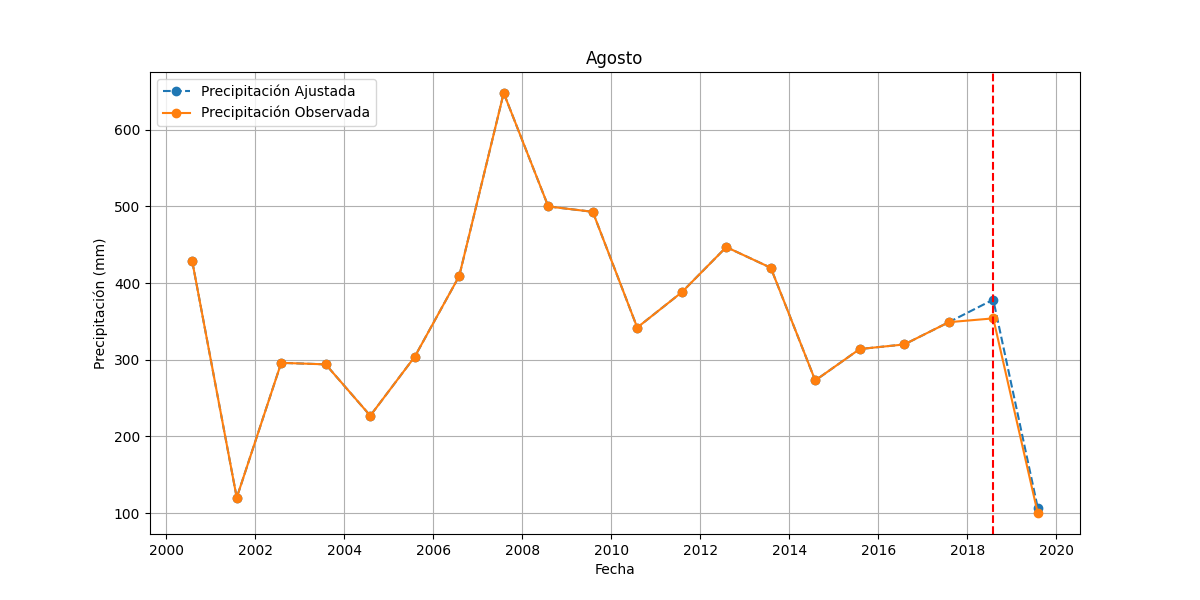 Agosto
Precipitación Ajustada
Precipitación Observada
600
500
400
300
200
100
Precipitación (mm)
2000 2002 2004 2006 2008 2010 2012 2014 2016 2018 2020
Fecha